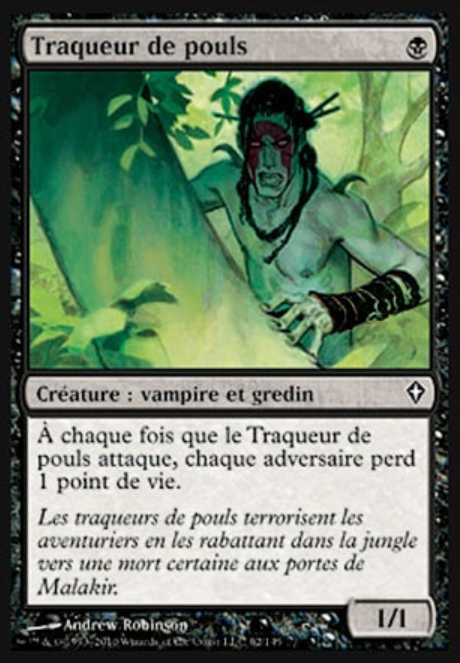 Traqueur de pouls
Créature : vampire et gredin
À chaque fois que le Traqueur de
pouls attaque, chaque adversaire perd
1 point de vie.
Les traqueurs de pouls terrorisent les
aventuriers en les rabattant dans la jungle
vers une mort certaine aux portes de
Malakir.
Andrew Robinson
1/1